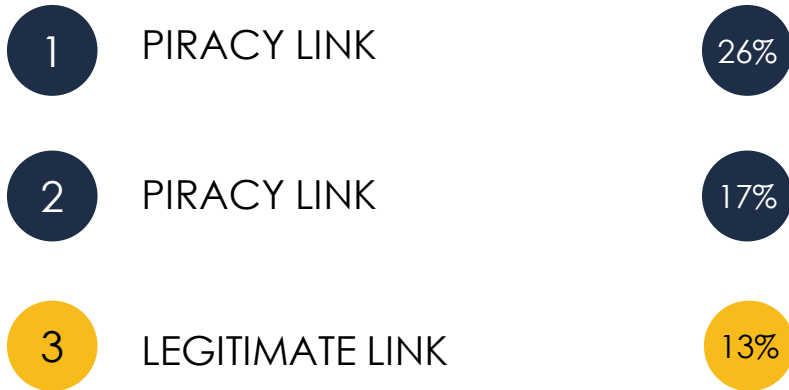 1 PIRACY LINK 26%
2 PIRACY LINK 17%
3 LEGITIMATE LINK 13%